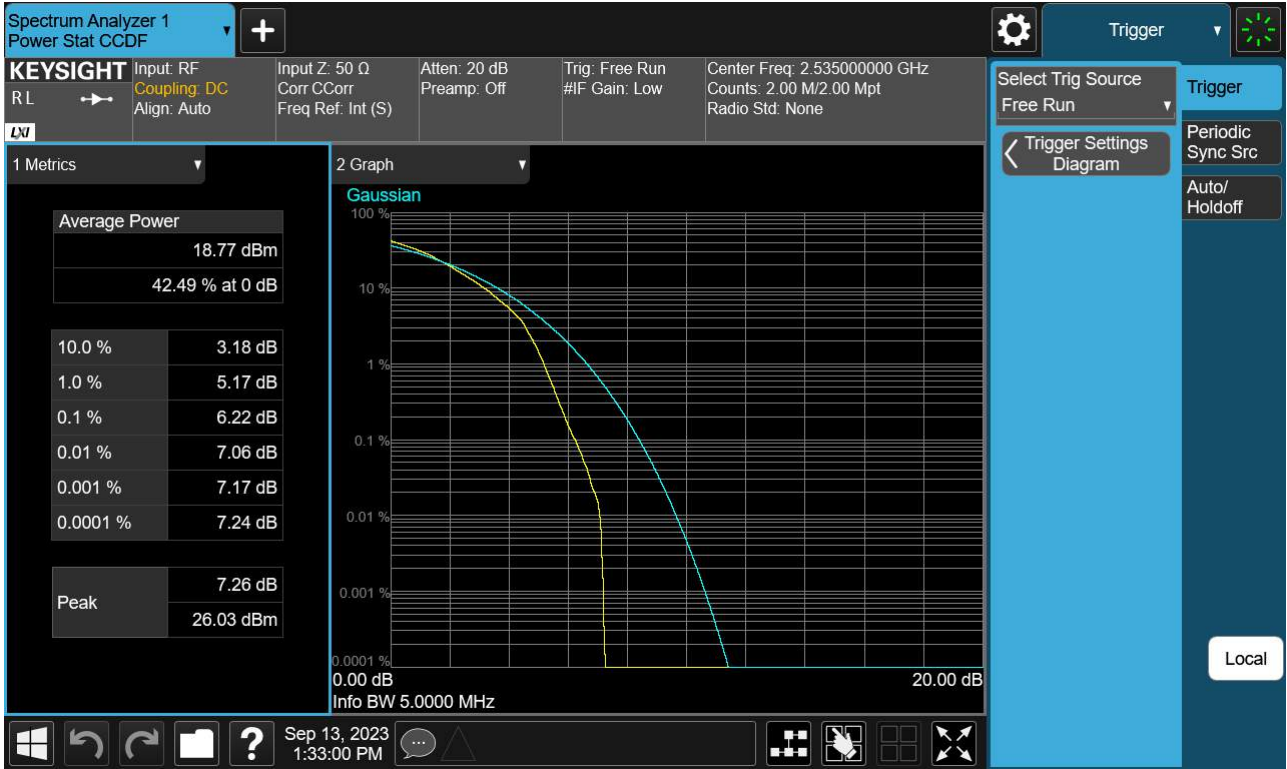 Spectrum Analyzer 1
Power Stat CCDF
+
Trigger
KEYSIGHT
RL
LXI
Input: RF
Coupling: DC
Align: Auto
Input Z: 50 Ω
Corr CCorr
Freq Ref: Int (S)
Atten: 20 dB
Preamp: Off
Trig: Free Run
#IF Gain: Low
Center Freq: 2.535000000 GHz
Counts: 2.00 M/2.00 Mpt
Radio Std: None
Select Trig Source
Free Run
Trigger Settings
Diagram
Trigger
Periodic
Sync Src
Auto/
Holdoff
1 Metrics
Average Power
18.77 dBm
42.49 % at 0 dB
10.0 % 3.18 dB
1.0 % 5.17 dB
0.1 % 6.22 dB
0.01 % 7.06 dB
0.001 % 7.17 dB
0.0001 % 7.24 dB
Peak
7.26 dB
26.03 dBm
2 Graph
Gaussian
100 %
10 %
1 %
0.1 %
0.01 %
0.001 %
0.0001 %
0.00 dB 20.00 dB
Info BW 5.0000 MHz
Local
?
Sep 13, 2023
1:33:00 PM